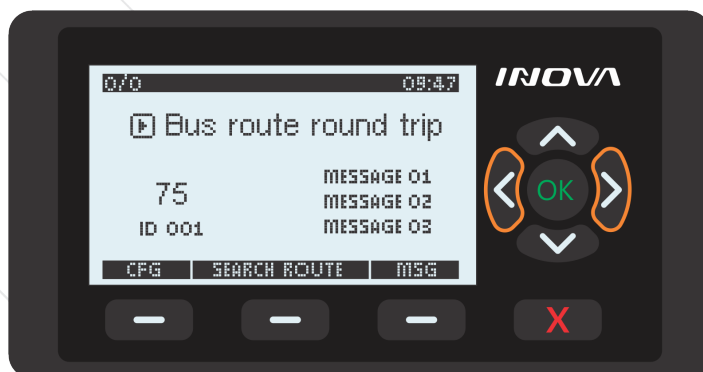 0/0 09:47
INOVA
Bus route round trip
75
ID 001
MESSAGE 01
MESSAGE 02
MESSAGE 03
OK
CFG SEARCH ROUTE MSG
X